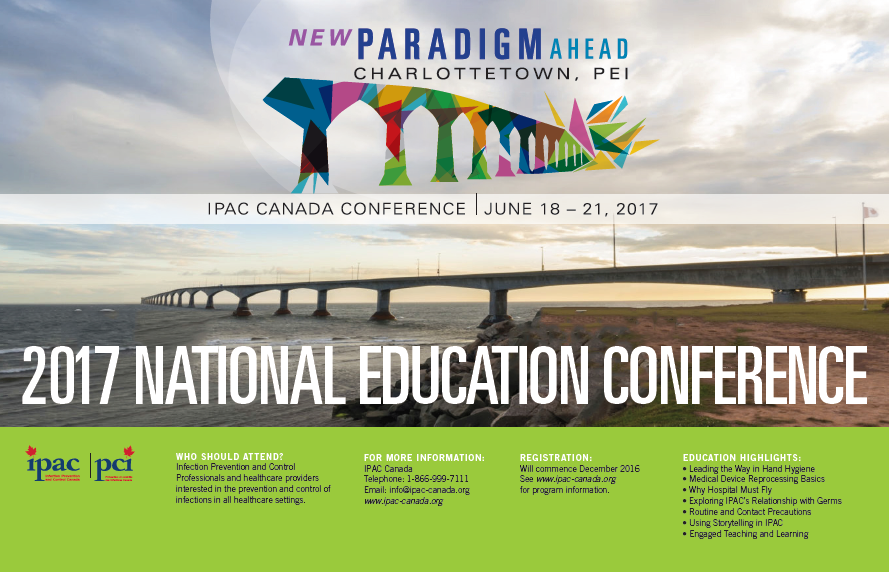 NEW PARADIGM AHEAD
CHARLOTTETOWN, PEI
IPAC CANADA CONFERENCE | JUNE 18 – 21, 2017
2017 NATIONAL EDUCATION CONFERENCE
ipac | pci
Infection Prevention
and Control Canada
WHO SHOULD ATTEND?
Infection Prevention and Control
Professionals and healthcare providers
interested in the prevention and control of
infections in all healthcare settings.
FOR MORE INFORMATION:
IPAC Canada
Telephone: 1-866-999-7111
Email: info@ipac-canada.org
www.ipac-canada.org
REGISTRATION:
Will commence December 2016
See www.ipac-canada.org
for program information.
EDUCATION HIGHLIGHTS:
• Leading the Way in Hand Hygiene
• Medical Device Reprocessing Basics
• Why Hospital Must Fly
• Exploring IPAC's Relationship with Germs
• Routine and Contact Precautions
• Using Storytelling in IPAC
• Engaged Teaching and Learning